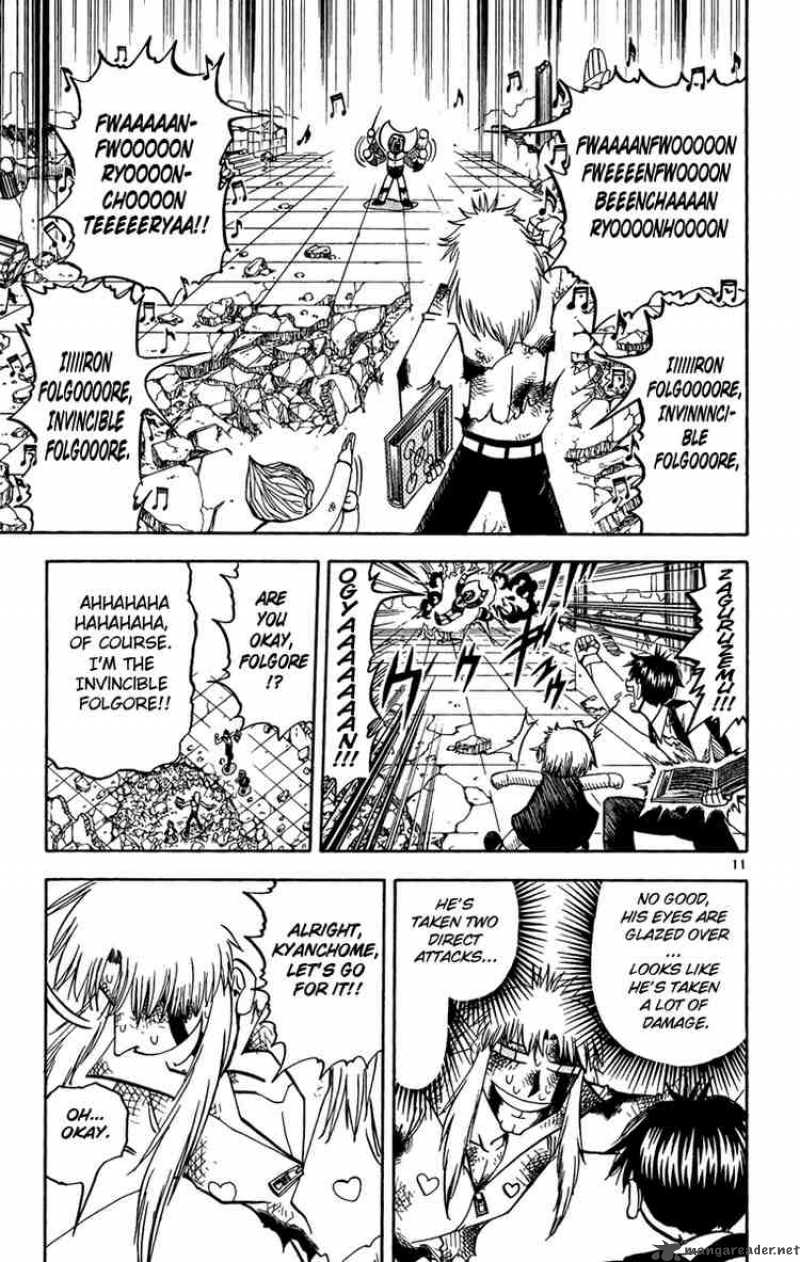 FWAAAANFWOOOOON
FWEEEENFWOOOON
BEEENCHAAAAN
RYOOOONHOOOON
FWAAAAAN-
FWOOOOON
RYOOOON-
CHOOOON
TEEEEERYAA!!
IIIIIRON
FOLGOOOORE,
INVINNNCI-
BLE
FOLGOOORE,
IIIIIIRON
FOLGOOOORE,
INVINCIBLE
FOLGOOORE.
ZAGURUZEMU!!!
OGYAAAAAAAAN!!!
ARE
YOU
OKAY,
FOLGORE
!?
AHHAHAHA
HAHAHAHA,
OF COURSE.
I'M THE
INVINCIBLE
FOLGORE!!
11
NO GOOD,
HIS EYES ARE
GLAZED OVER
...
LOOKS LIKE
HE'S TAKEN
A LOT OF
DAMAGE.
HE'S
TAKEN TWO
DIRECT
ATTACKS...
ALRIGHT,
KYANCHOME,
LET'S GO
FOR IT!!
OH...
OKAY.
mangareader.net